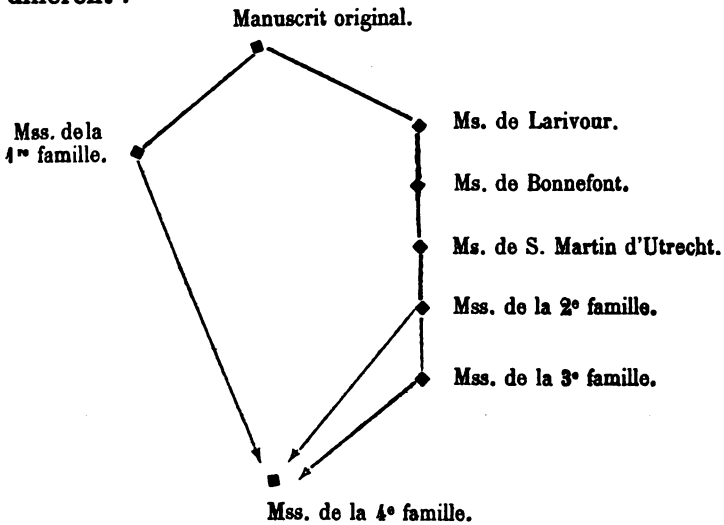 différent :
Manuscrit original.
Ms. de Larivour.
Mss. de la
1re famille.
Ms. de Bonnefont.
Ms. de S. Martin d'Utrecht.
Mss. de la 2e famille.
Mss. de la 3e famille.
Mss. de la 4e famille.